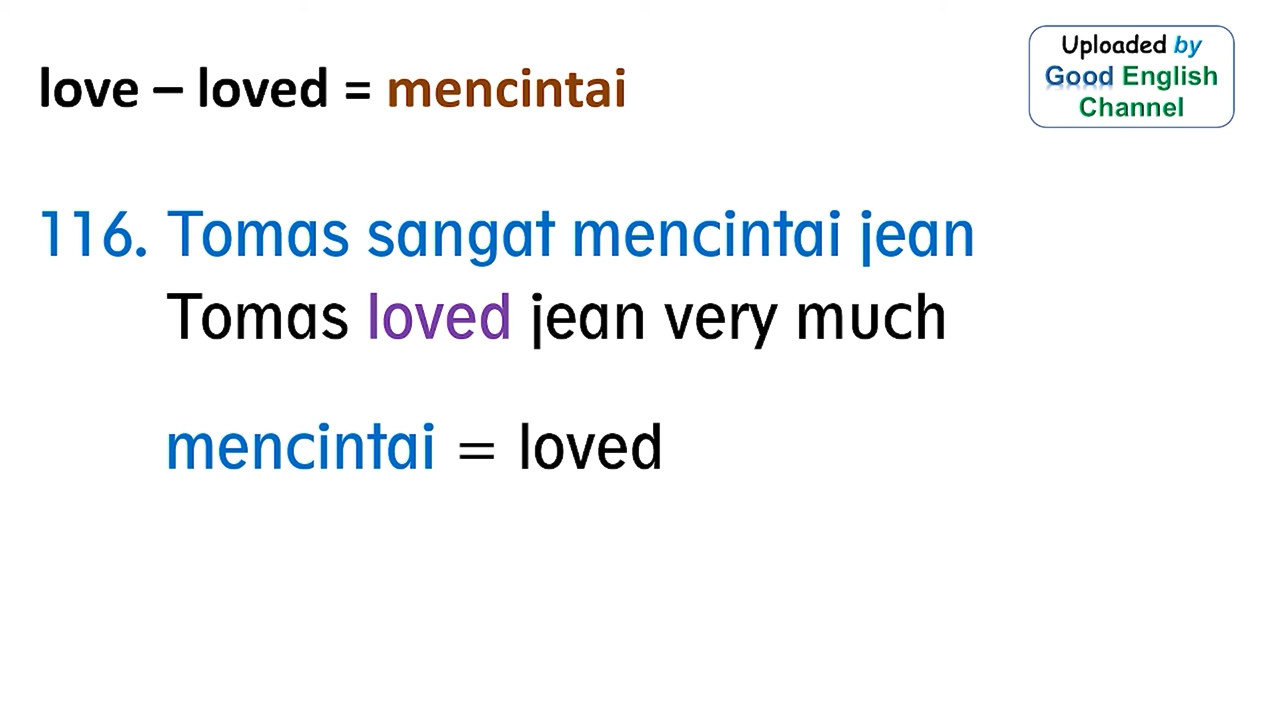 love – loved = mencintai
Uploaded by
Good English
Channel
116. Tomas sangat mencintai jean
Tomas loved jean very much
mencintai = loved